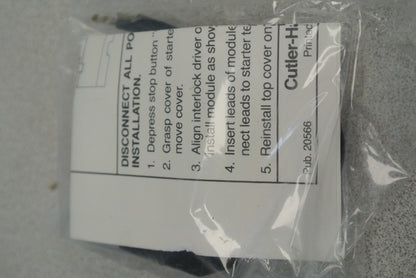 DISCONNECT ALL PO
INSTALLATION.
1. Depress stop button
2. Grasp cover of starte
move cover.
3. Align interlock driver o
Install module as show
4. Insert leads of module
nect leads to starter te
5. Reinstall top cover on
Cutler-H
Pub. 20566 Printed